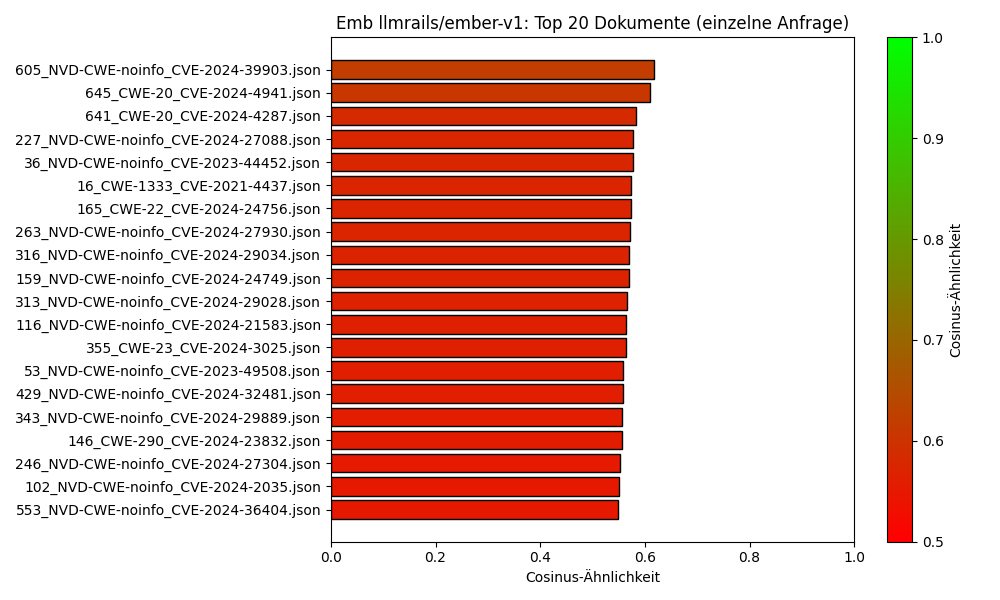 Emb llmrails/ember-v1: Top 20 Dokumente (einzelne Anfrage)
605_NVD-CWE-noinfo_CVE-2024-39903.json
645_CWE-20_CVE-2024-4941.json
641_CWE-20_CVE-2024-4287.json
227_NVD-CWE-noinfo_CVE-2024-27088.json
36_NVD-CWE-noinfo_CVE-2023-44452.json
16_CWE-1333_CVE-2021-4437.json
165_CWE-22_CVE-2024-24756.json
263_NVD-CWE-noinfo_CVE-2024-27930.json
316_NVD-CWE-noinfo_CVE-2024-29034.json
159_NVD-CWE-noinfo_CVE-2024-24749.json
313_NVD-CWE-noinfo_CVE-2024-29028.json
116_NVD-CWE-noinfo_CVE-2024-21583.json
355_CWE-23_CVE-2024-3025.json
53_NVD-CWE-noinfo_CVE-2023-49508.json
429_NVD-CWE-noinfo_CVE-2024-32481.json
343_NVD-CWE-noinfo_CVE-2024-29889.json
146_CWE-290_CVE-2024-23832.json
246_NVD-CWE-noinfo_CVE-2024-27304.json
102_NVD-CWE-noinfo_CVE-2024-2035.json
553_NVD-CWE-noinfo_CVE-2024-36404.json
0.0 0.2 0.4 0.6 0.8 1.0
Cosinus-Ähnlichkeit
1.0
0.9
0.8
0.7
0.6
0.5
Cosinus-Ähnlichkeit